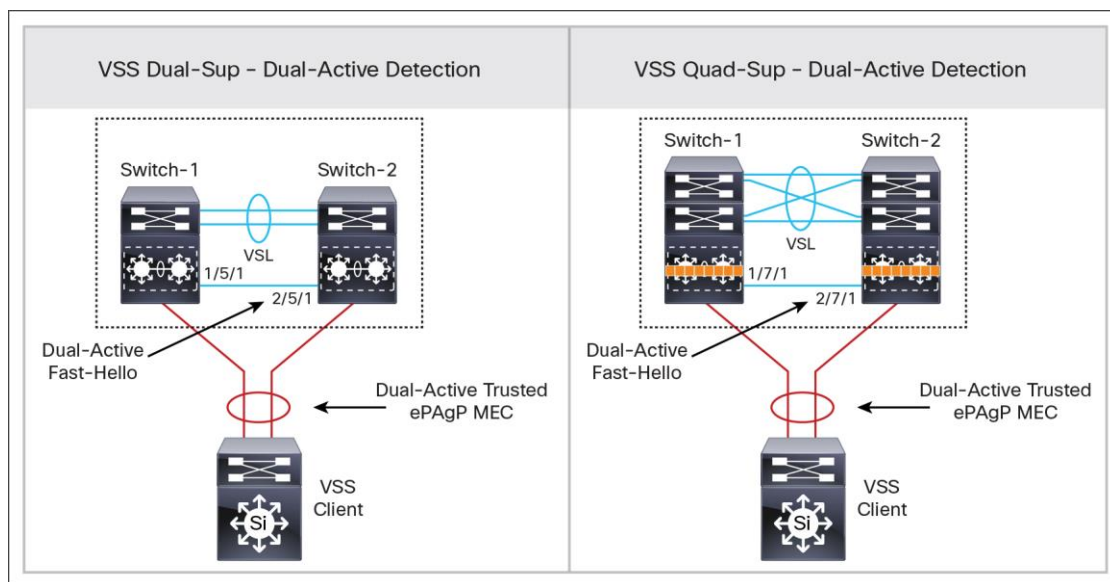 VSS Dual-Sup – Dual-Active Detection
Switch-1
Switch-2
VSL
1/5/1
2/5/1
Dual-Active
Fast-Hello
Dual-Active Trusted
ePAgP MEC
VSS
Client
Si
VSS Quad-Sup – Dual-Active Detection
Switch-1
Switch-2
VSL
1/7/1
2/7/1
Dual-Active
Fast-Hello
Dual-Active Trusted
ePAgP MEC
VSS
Client
Si